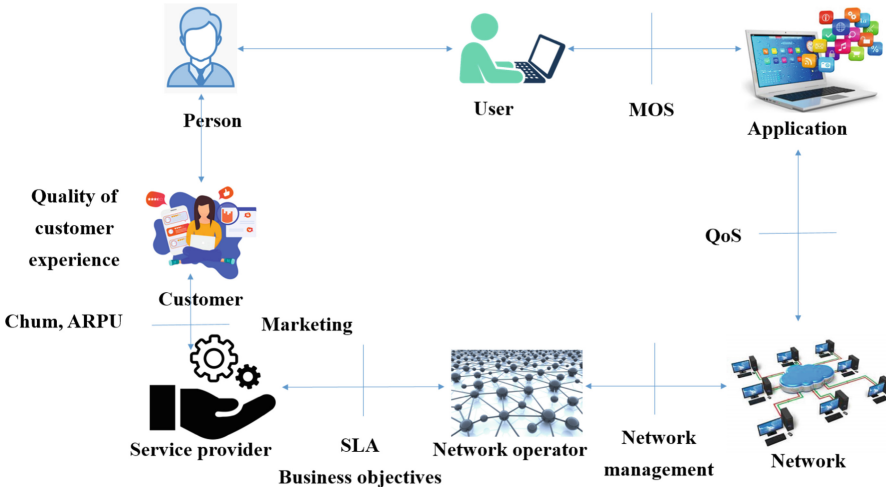 Person
User
MOS
Application
Quality of
customer
experience
QoS
Customer
Chum, ARPU
Marketing
Service provider
SLA
Business objectives
Network operator
Network
management
Network